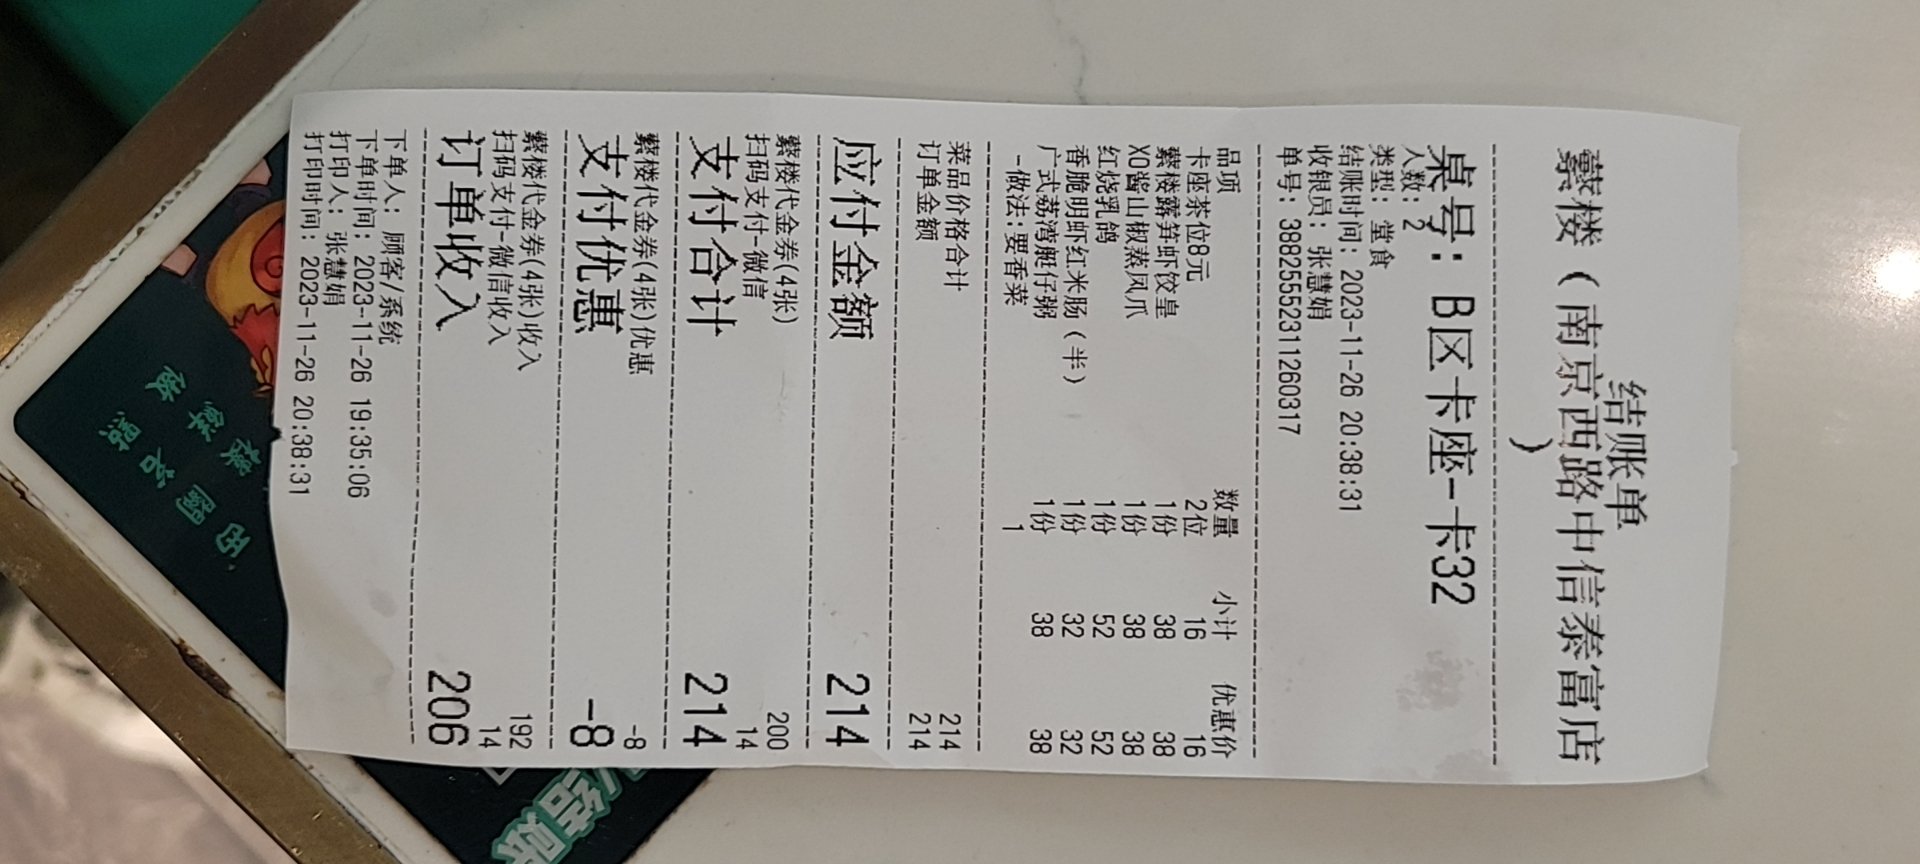 结账单
蘩楼（南京西路中信泰富店
）
桌号：B区卡座-卡32
人数：2
类型：堂食
结账时间：2023-11-26 20:38:31
收银员：张慧娟
单号：3882555231126​0317
品项 数量 小计 优惠价
卡座茶位8元 2位 16 16
蘩楼露笋虾饺皇 1份 38 38
XO酱山椒蒸凤爪 1份 38 38
红烧乳鸽 1份 52 52
香脆明虾红米肠（半） 1份 32 32
广式荔湾艇仔粥 1份 38 38
-做法:要香菜 1
菜品价格合计 214
订单金额 214
应付金额 214
蘩楼代金券(4张) 200
扫码支付-微信 14
支付合计 214
蘩楼代金券(4张)优惠 -8
支付优惠 -8
蘩楼代金券(4张)收入 192
扫码支付-微信收入 14
订单收入 206
下单人：顾客/系统
下单时间：2023-11-26 19:35:06
打印人：张慧娟
打印时间：2023-11-26 20:38:31
/结账